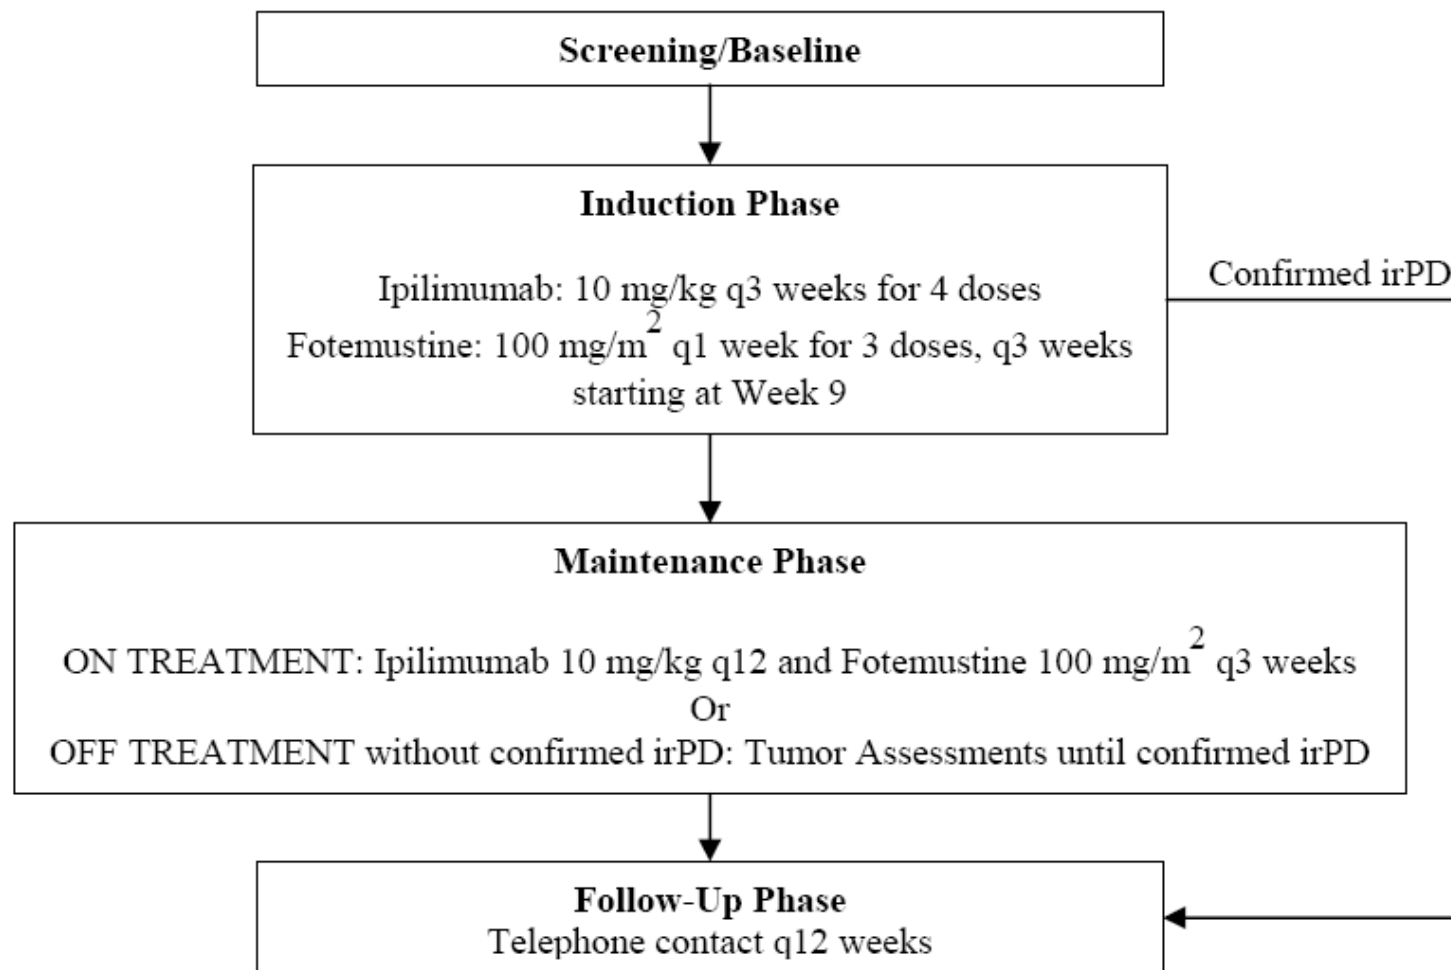 Screening/Baseline
Induction Phase
Ipilimumab: 10 mg/kg q3 weeks for 4 doses
Confirmed irPD
Fotemustine: 100 mg/m² q1 week for 3 doses, q3 weeks
starting at Week 9
Maintenance Phase
ON TREATMENT: Ipilimumab 10 mg/kg q12 and Fotemustine 100 mg/m² q3 weeks
Or
OFF TREATMENT without confirmed irPD: Tumor Assessments until confirmed irPD
Follow-Up Phase
Telephone contact q12 weeks